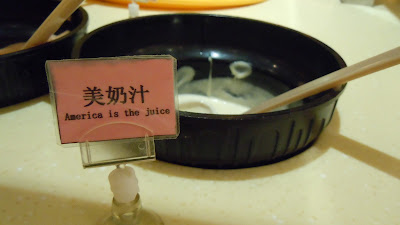 美奶汁
America is the juice